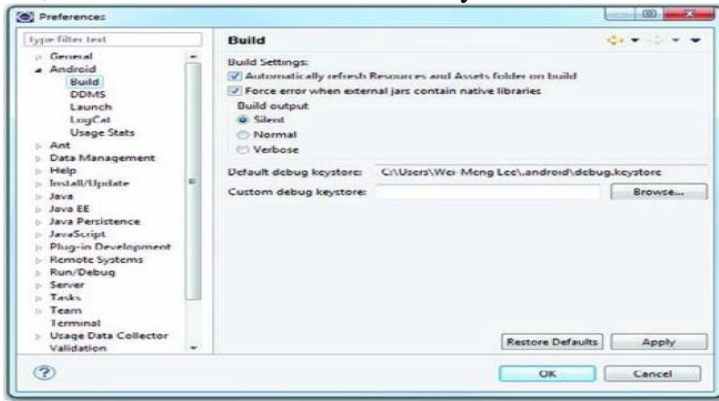 Preferences
type filter text
General
Android
Build
DDMS
Launch
LogCat
Usage Stats
Ant
Data Management
Help
Install/Update
Java
Java EE
Java Persistence
JavaScript
Plug-in Development
Remote Systems
Run/Debug
Server
Tasks
Team
Terminal
Usage Data Collector
Validation
Build
Build Settings:
Automatically refresh Resources and Assets folder on build
Force error when external jars contain native libraries
Build output
Silent
Normal
Verbose
Default debug keystore: C:\Users\Wei-Meng Lee\.android\debug.keystore
Custom debug keystore: Browse...
Restore Defaults Apply
OK Cancel